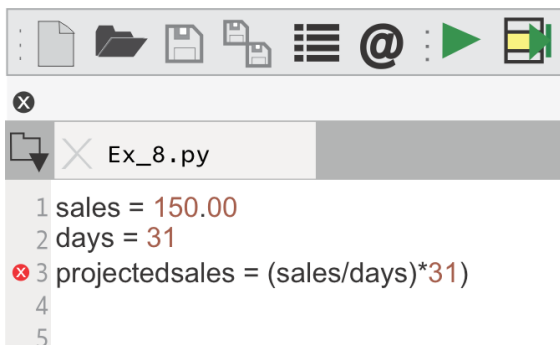 @
Ex_8.py
1 sales = 150.00
2 days = 31
3 projectedsales = (sales/days)*31)
4
5